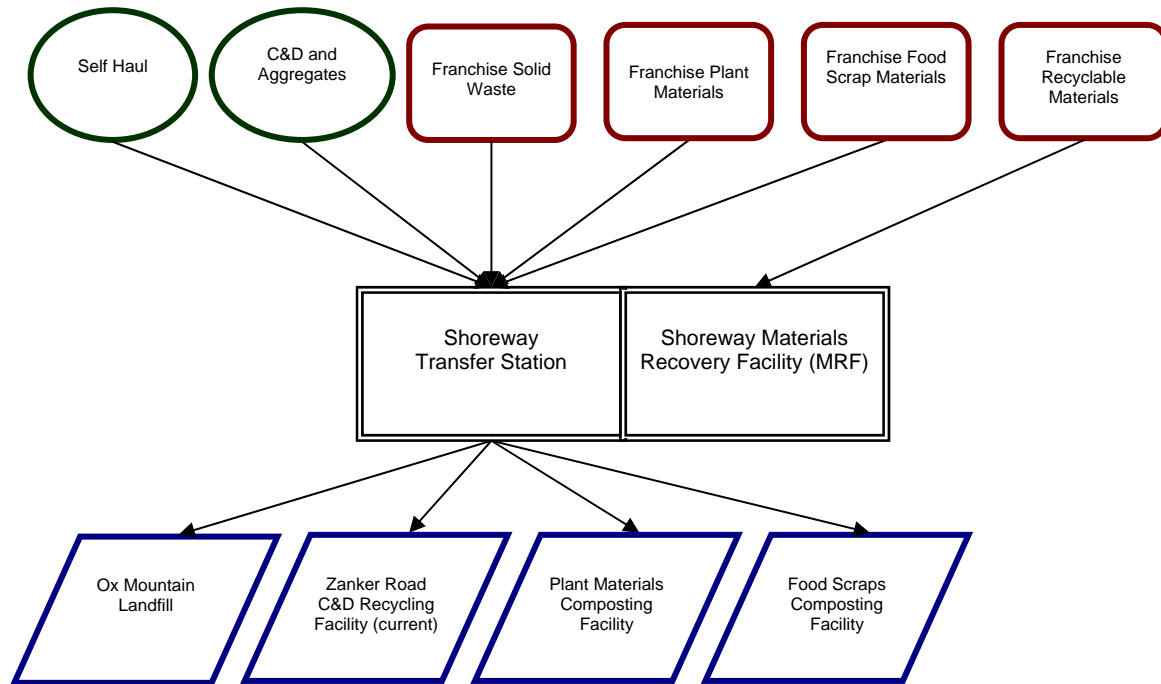 Self Haul
C&D and
Aggregates
Franchise Solid
Waste
Franchise Plant
Materials
Franchise Food
Scrap Materials
Franchise
Recyclable
Materials
Shoreway
Transfer Station
Shoreway Materials
Recovery Facility (MRF)
Ox Mountain
Landfill
Zanker Road
C&D Recycling
Facility (current)
Plant Materials
Composting
Facility
Food Scraps
Composting
Facility